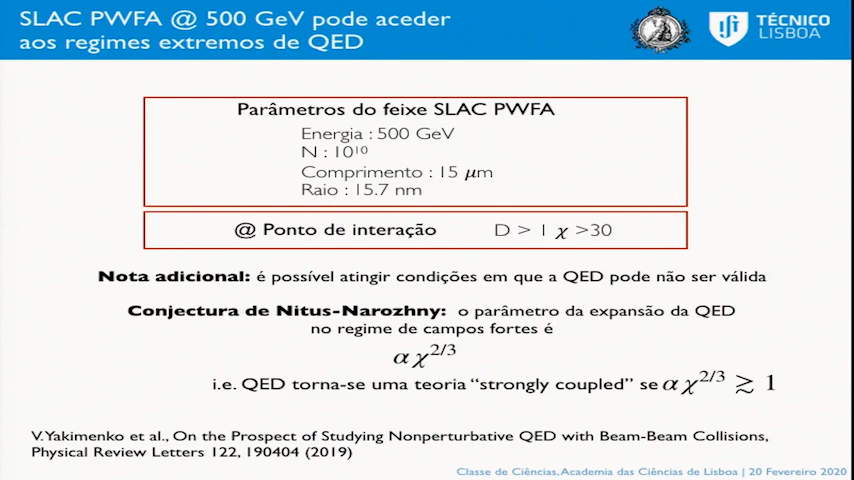 SLAC PWFA @ 500 GeV pode aceder
aos regimes extremos de QED
TÉCNICO
LISBOA
Parâmetros do feixe SLAC PWFA
Energia : 500 GeV
N : 10¹⁰
Comprimento : 15 μm
Raio : 15.7 nm
@ Ponto de interação D > 1 χ >30
Nota adicional: é possível atingir condições em que a QED pode não ser válida
Conjectura de Nitus-Narozhny: o parâmetro da expansão da QED
no regime de campos fortes é
αχ^{2/3}
i.e. QED torna-se uma teoria “strongly coupled” se αχ^{2/3} ≳ 1
V. Yakimenko et al., On the Prospect of Studying Nonperturbative QED with Beam-Beam Collisions,
Physical Review Letters 122, 190404 (2019)
Classe de Ciências, Academia das Ciências de Lisboa | 20 Fevereiro 2020